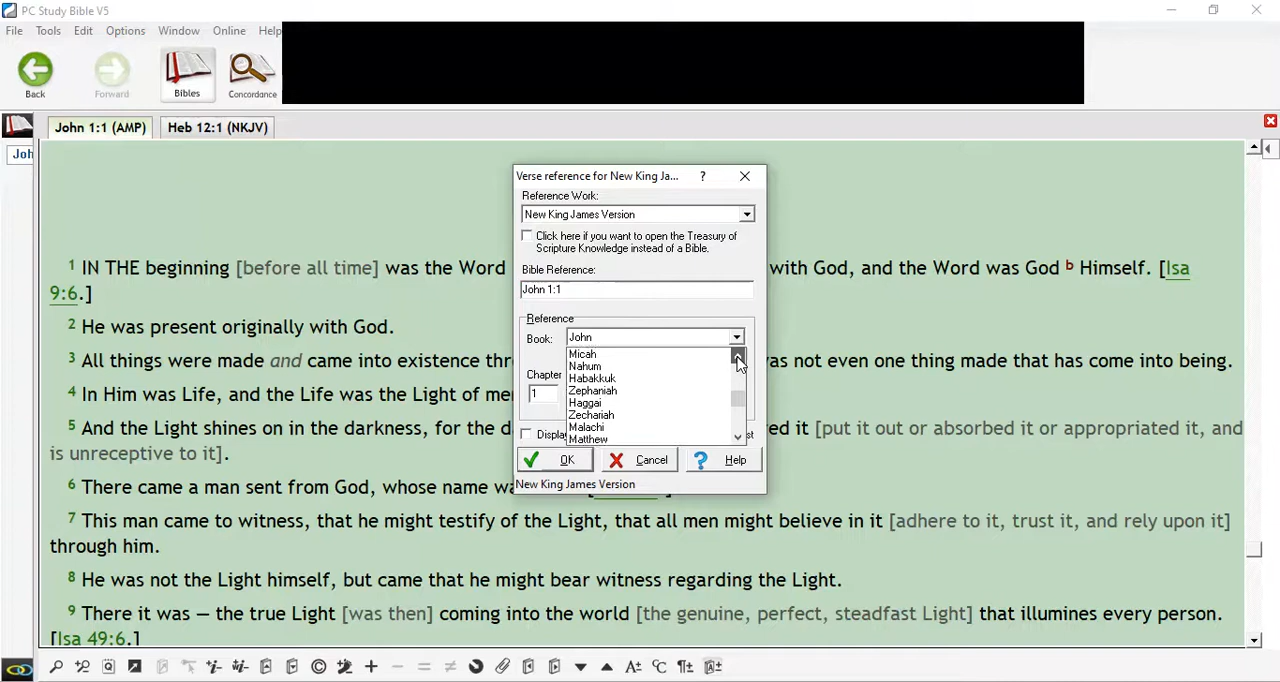 PC Study Bible V5
File Tools Edit Options Window Online Help
Back Forward Bibles Concordance
John 1:1 (AMP) Heb 12:1 (NKJV)
Joh
Verse reference for New King Ja...
Reference Work:
New King James Version
Click here if you want to open the Treasury of
Scripture Knowledge instead of a Bible.
Bible Reference:
John 1:1
Reference
Book: John
Micah
Nahum
Habakkuk
Zephaniah
Haggai
Zechariah
Malachi
Matthew
Chapter
1
Display
OK Cancel Help
New King James Version
1 IN THE beginning [before all time] was the Word with God, and the Word was God b Himself. [Isa
9:6.]
2 He was present originally with God.
3 All things were made and came into existence was not even one thing made that has come into being.
4 In Him was Life, and the Life was the Light of
5 And the Light shines on in the darkness, for the it [put it out or absorbed it or appropriated it, and
is unreceptive to it].
6 There came a man sent from God, whose name
7 This man came to witness, that he might testify of the Light, that all men might believe in it [adhere to it, trust it, and rely upon it]
through him.
8 He was not the Light himself, but came that he might bear witness regarding the Light.
9 There it was — the true Light [was then] coming into the world [the genuine, perfect, steadfast Light] that illumines every person.
[Isa 49:6.]